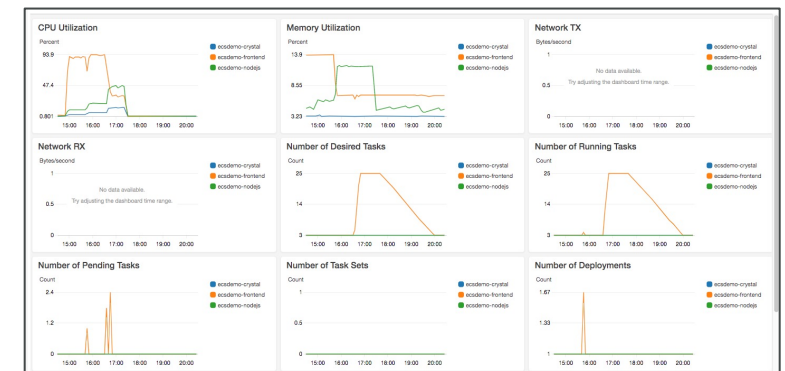 CPU Utilization
Percent
93.9
47.4
0.801
15:00 16:00 17:00 18:00 19:00 20:00
ecsdemo-crystal
ecsdemo-frontend
ecsdemo-nodejs
Memory Utilization
Percent
13.9
8.55
3.23
15:00 16:00 17:00 18:00 19:00 20:00
ecsdemo-crystal
ecsdemo-frontend
ecsdemo-nodejs
Network TX
Bytes/second
1
0.5
0
No data available.
Try adjusting the dashboard time range.
15:00 16:00 17:00 18:00 19:00 20:00
ecsdemo-crystal
ecsdemo-frontend
ecsdemo-nodejs
Network RX
Bytes/second
1
0.5
0
No data available.
Try adjusting the dashboard time range.
15:00 16:00 17:00 18:00 19:00 20:00
ecsdemo-crystal
ecsdemo-frontend
ecsdemo-nodejs
Number of Desired Tasks
Count
25
14
3
15:00 16:00 17:00 18:00 19:00 20:00
ecsdemo-crystal
ecsdemo-frontend
ecsdemo-nodejs
Number of Running Tasks
Count
25
14
3
15:00 16:00 17:00 18:00 19:00 20:00
ecsdemo-crystal
ecsdemo-frontend
ecsdemo-nodejs
Number of Pending Tasks
Count
2.4
1.2
0
15:00 16:00 17:00 18:00 19:00 20:00
ecsdemo-crystal
ecsdemo-frontend
ecsdemo-nodejs
Number of Task Sets
Count
1
0.5
0
15:00 16:00 17:00 18:00 19:00 20:00
ecsdemo-crystal
ecsdemo-frontend
ecsdemo-nodejs
Number of Deployments
Count
1.67
1.33
1
15:00 16:00 17:00 18:00 19:00 20:00
ecsdemo-crystal
ecsdemo-frontend
ecsdemo-nodejs